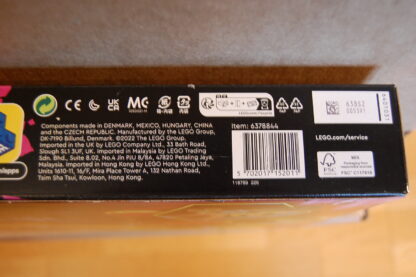 Components made in DENMARK, MEXICO, HUNGARY, CHINA
and the CZECH REPUBLIC. Manufactured by the LEGO Group,
DK-7190 Billund, Denmark. ©2022 The LEGO Group.
Imported in the UK by LEGO Company Ltd., 33 Bath Road,
Slough SL1 3UF, UK. Imported in Malaysia by LEGO Trading
Sdn. Bhd., Suite 8.02, No.4 Jln PJU 8/8A, 47820 Petaling Jaya,
Malaysia. Imported in Hong Kong by LEGO Hong Kong Ltd.,
Units 1610-11, 16/F, Mira Place Tower A, 132 Nathan Road,
Tsim Sha Tsui, Kowloon, Hong Kong.
CE
UK
CA
Item: 6378844
5 702017 152011
LEGO.com/service
MIX
FSC